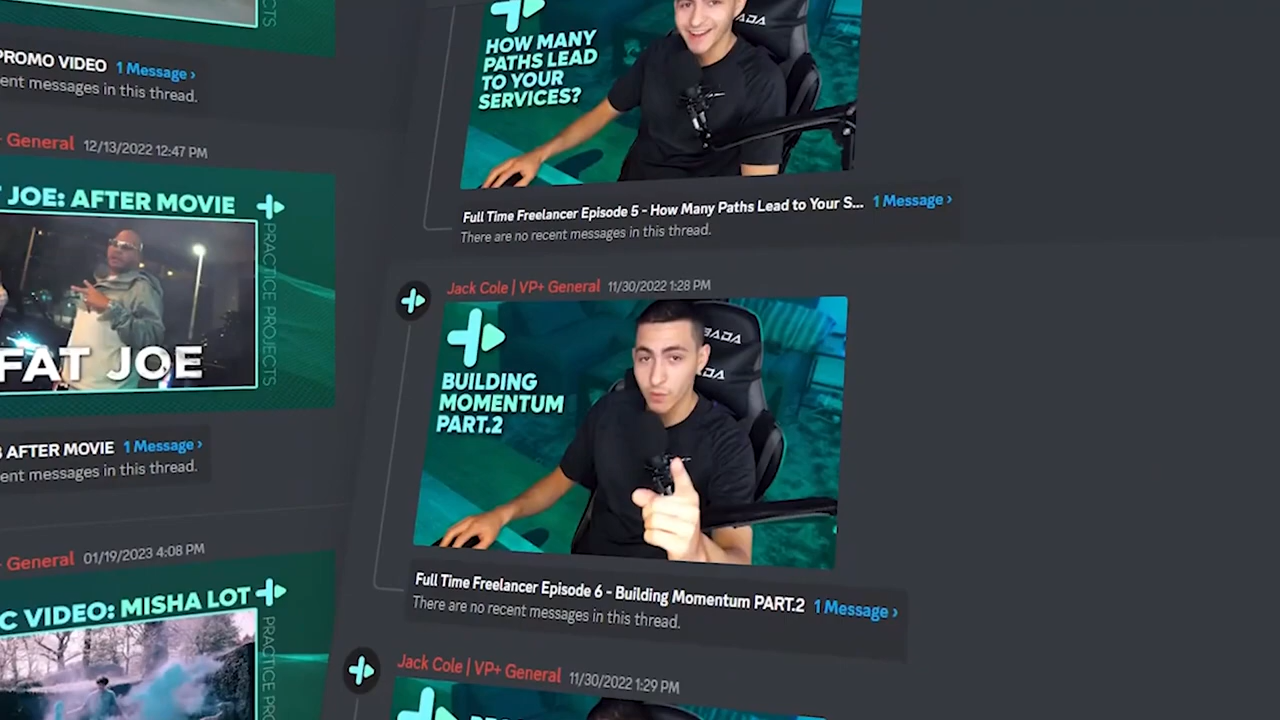 CTS
PROMO VIDEO 1 Message ›
ent messages in this thread.
General 12/13/2022 12:47 PM
JOE: AFTER MOVIE
PRACTICE PROJECTS
FAT JOE
AFTER MOVIE 1 Message ›
ent messages in this thread.
General 01/19/2023 4:08 PM
C VIDEO: MISHA LOT
PRACTICE PRO
HOW MANY
PATHS LEAD
TO YOUR
SERVICES?
ADA
Full Time Freelancer Episode 5 - How Many Paths Lead to Your S... 1 Message ›
There are no recent messages in this thread.
Jack Cole | VP+ General 11/30/2022 1:28 PM
BUILDING
MOMENTUM
PART.2
BADA
DA
Full Time Freelancer Episode 6 - Building Momentum PART.2 1 Message ›
There are no recent messages in this thread.
Jack Cole | VP+ General 11/30/2022 1:29 PM